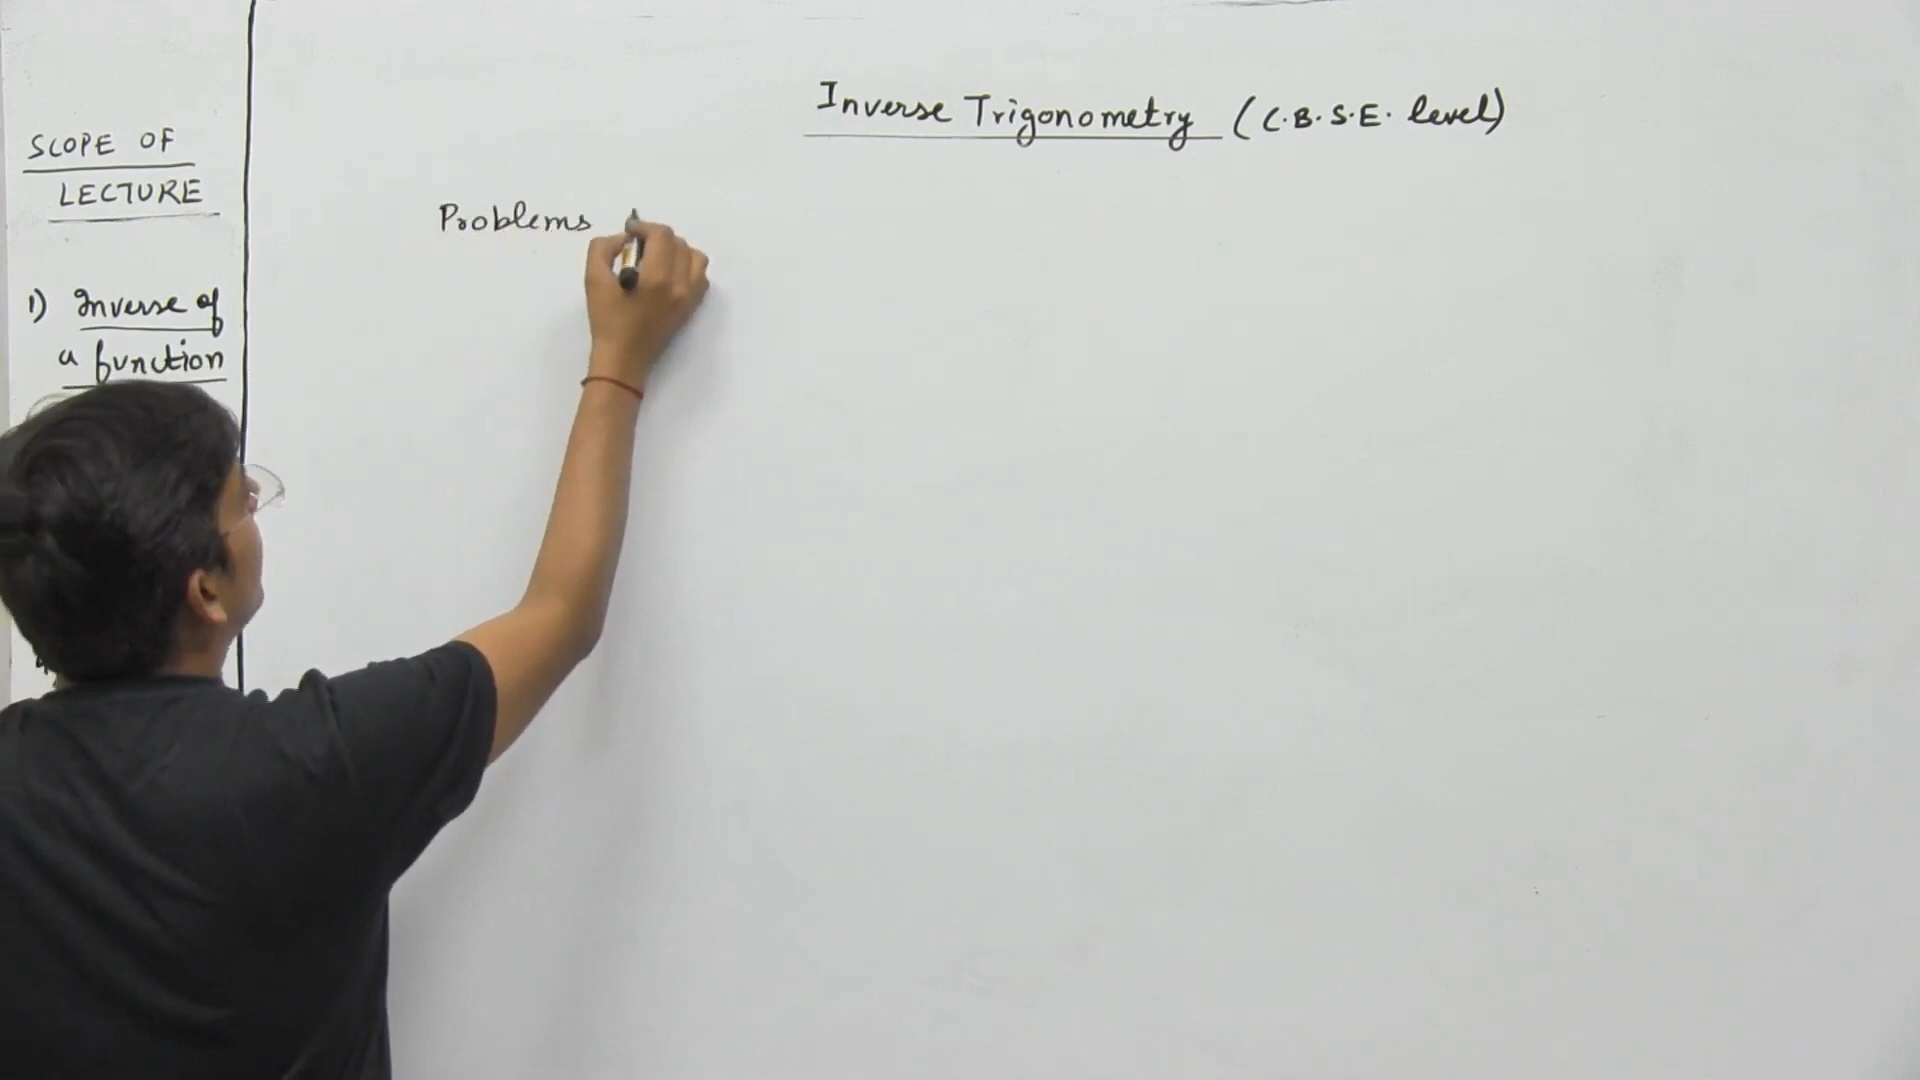 SCOPE OF
LECTURE
1) Inverse of
a function
Inverse Trigonometry (C.B.S.E. level)
Problems